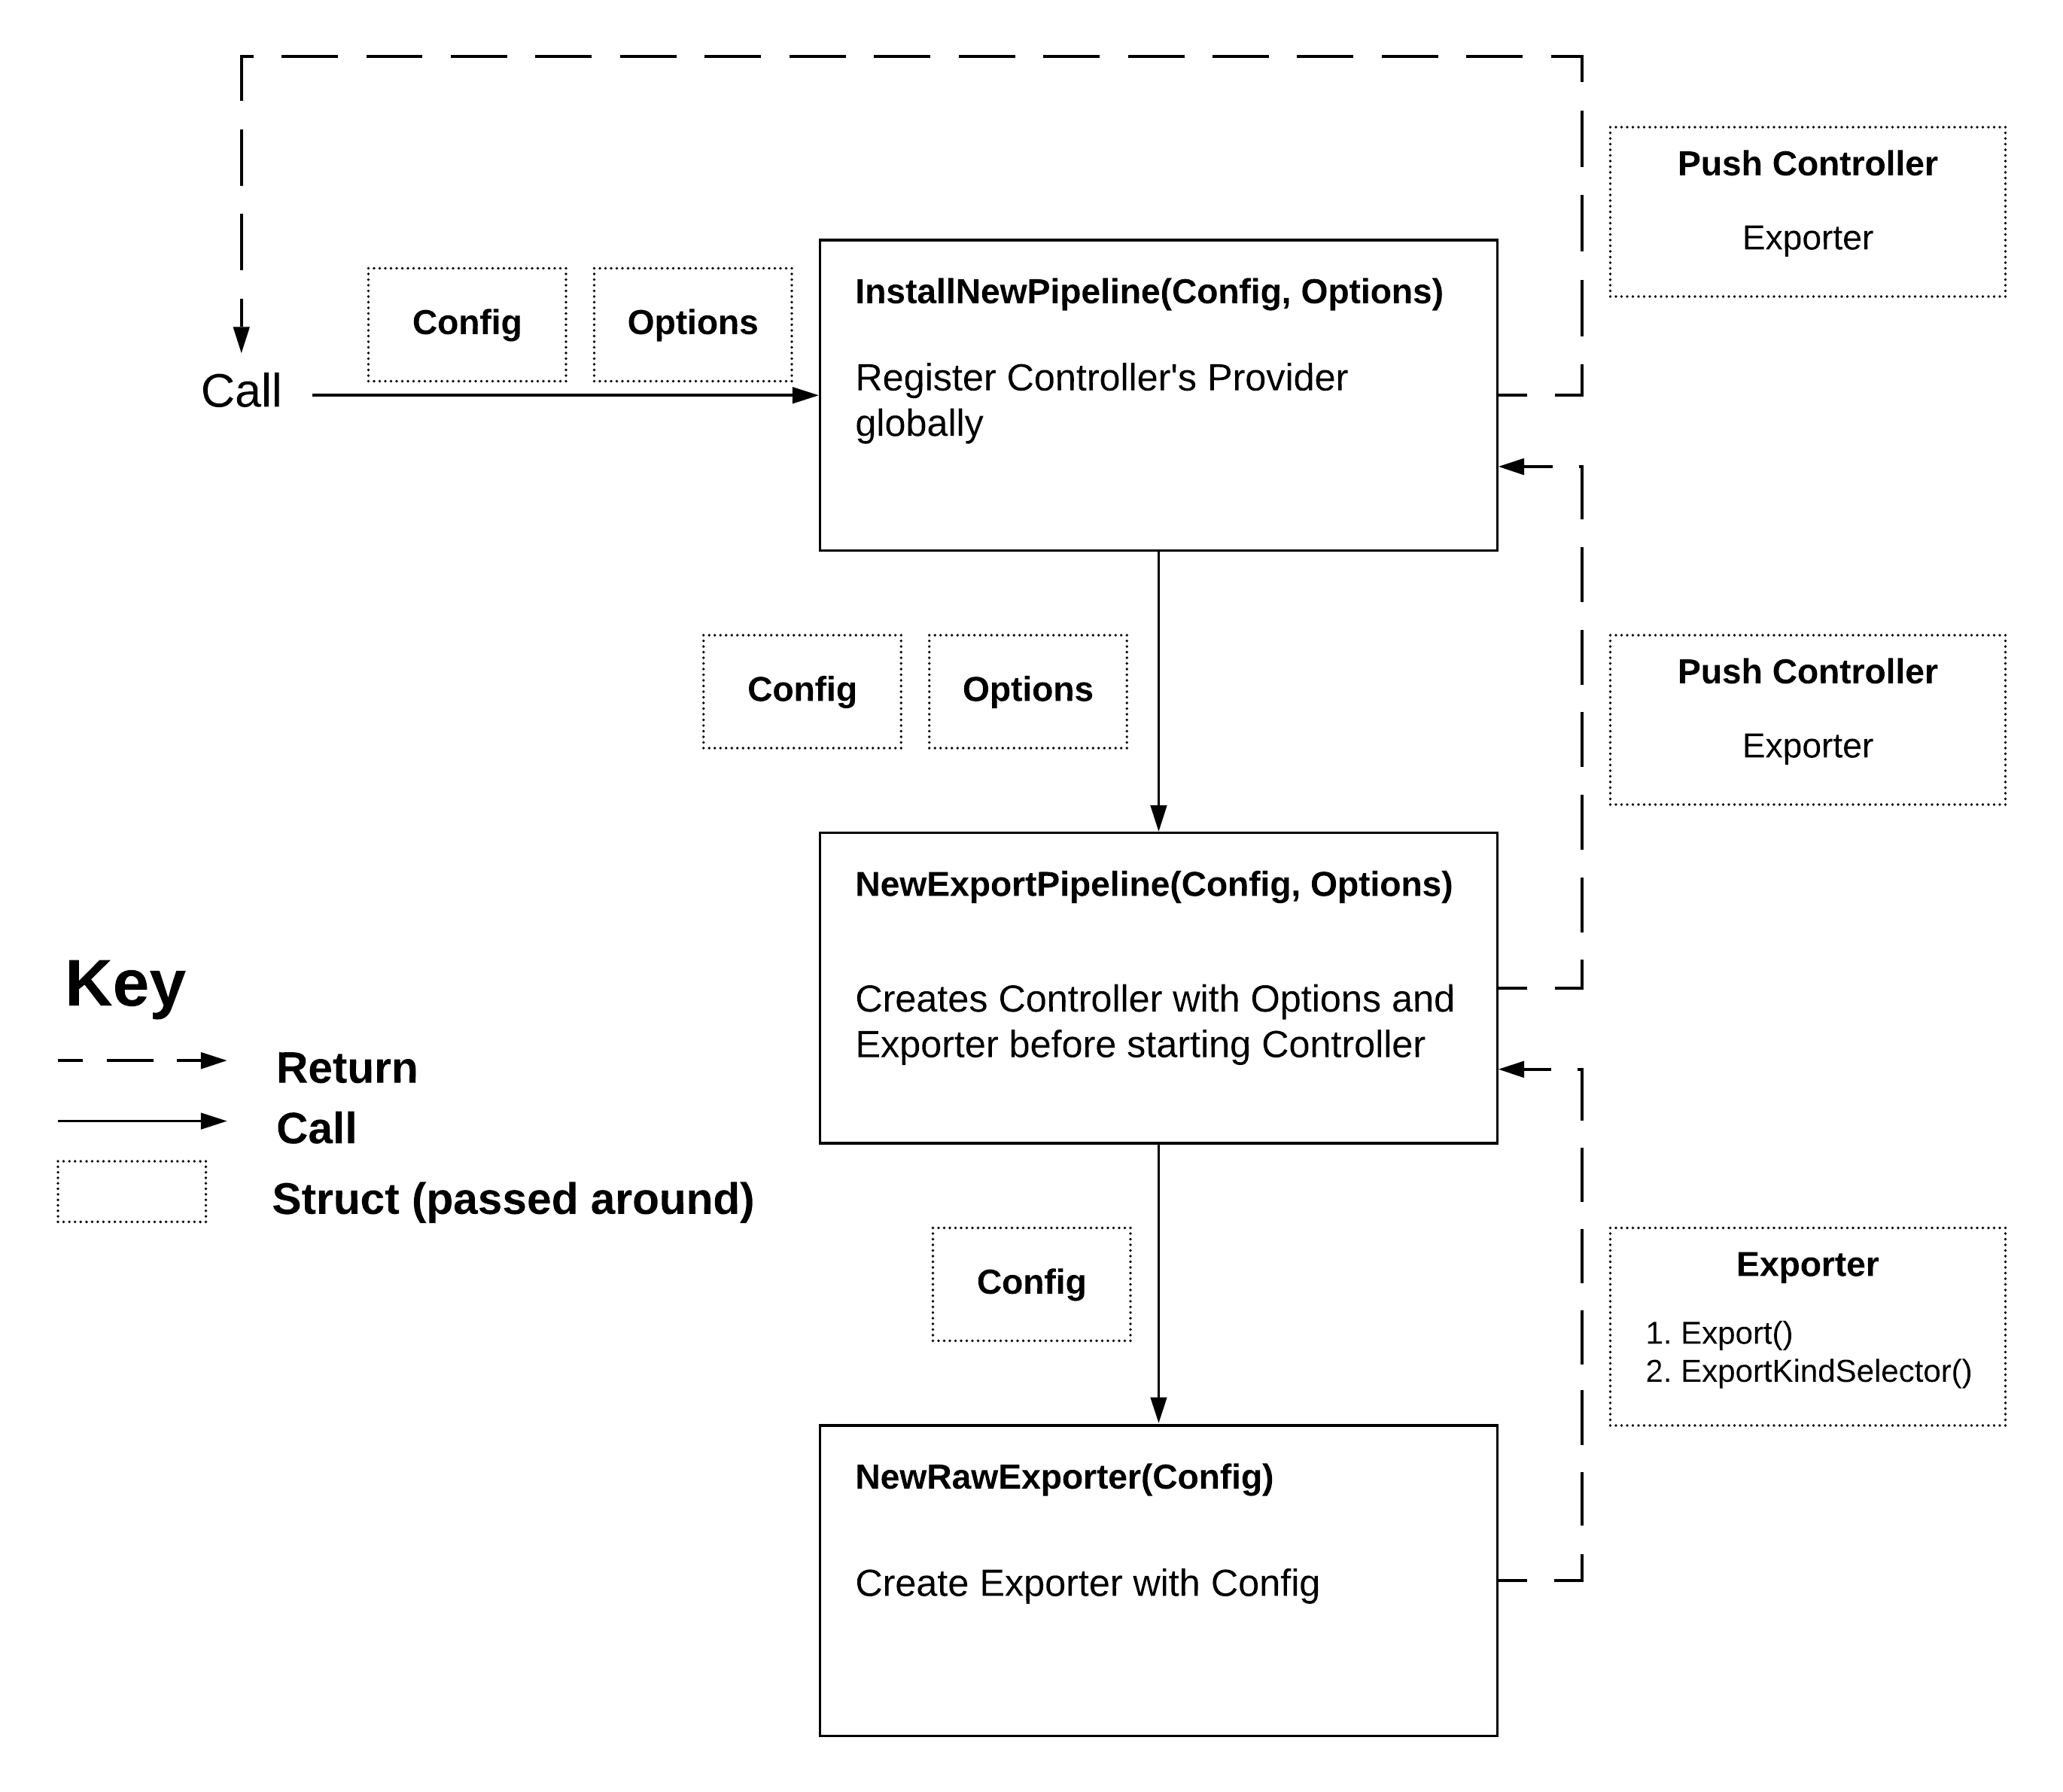 Push Controller
Exporter
Config
Options
Call
InstallNewPipeline(Config, Options)
Register Controller's Provider
globally
Config
Options
Push Controller
Exporter
NewExportPipeline(Config, Options)
Creates Controller with Options and
Exporter before starting Controller
Key
Return
Call
Struct (passed around)
Config
Exporter
1. Export()
2. ExportKindSelector()
NewRawExporter(Config)
Create Exporter with Config